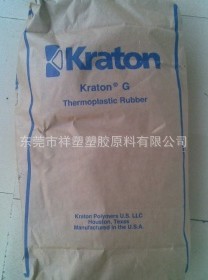 Kraton
Kraton® G
Thermoplastic Rubber
东莞市祥塑塑胶原料有限公司
Kraton Polymers U.S. LLC
Houston, Texas
Manufactured in the U.S.A.